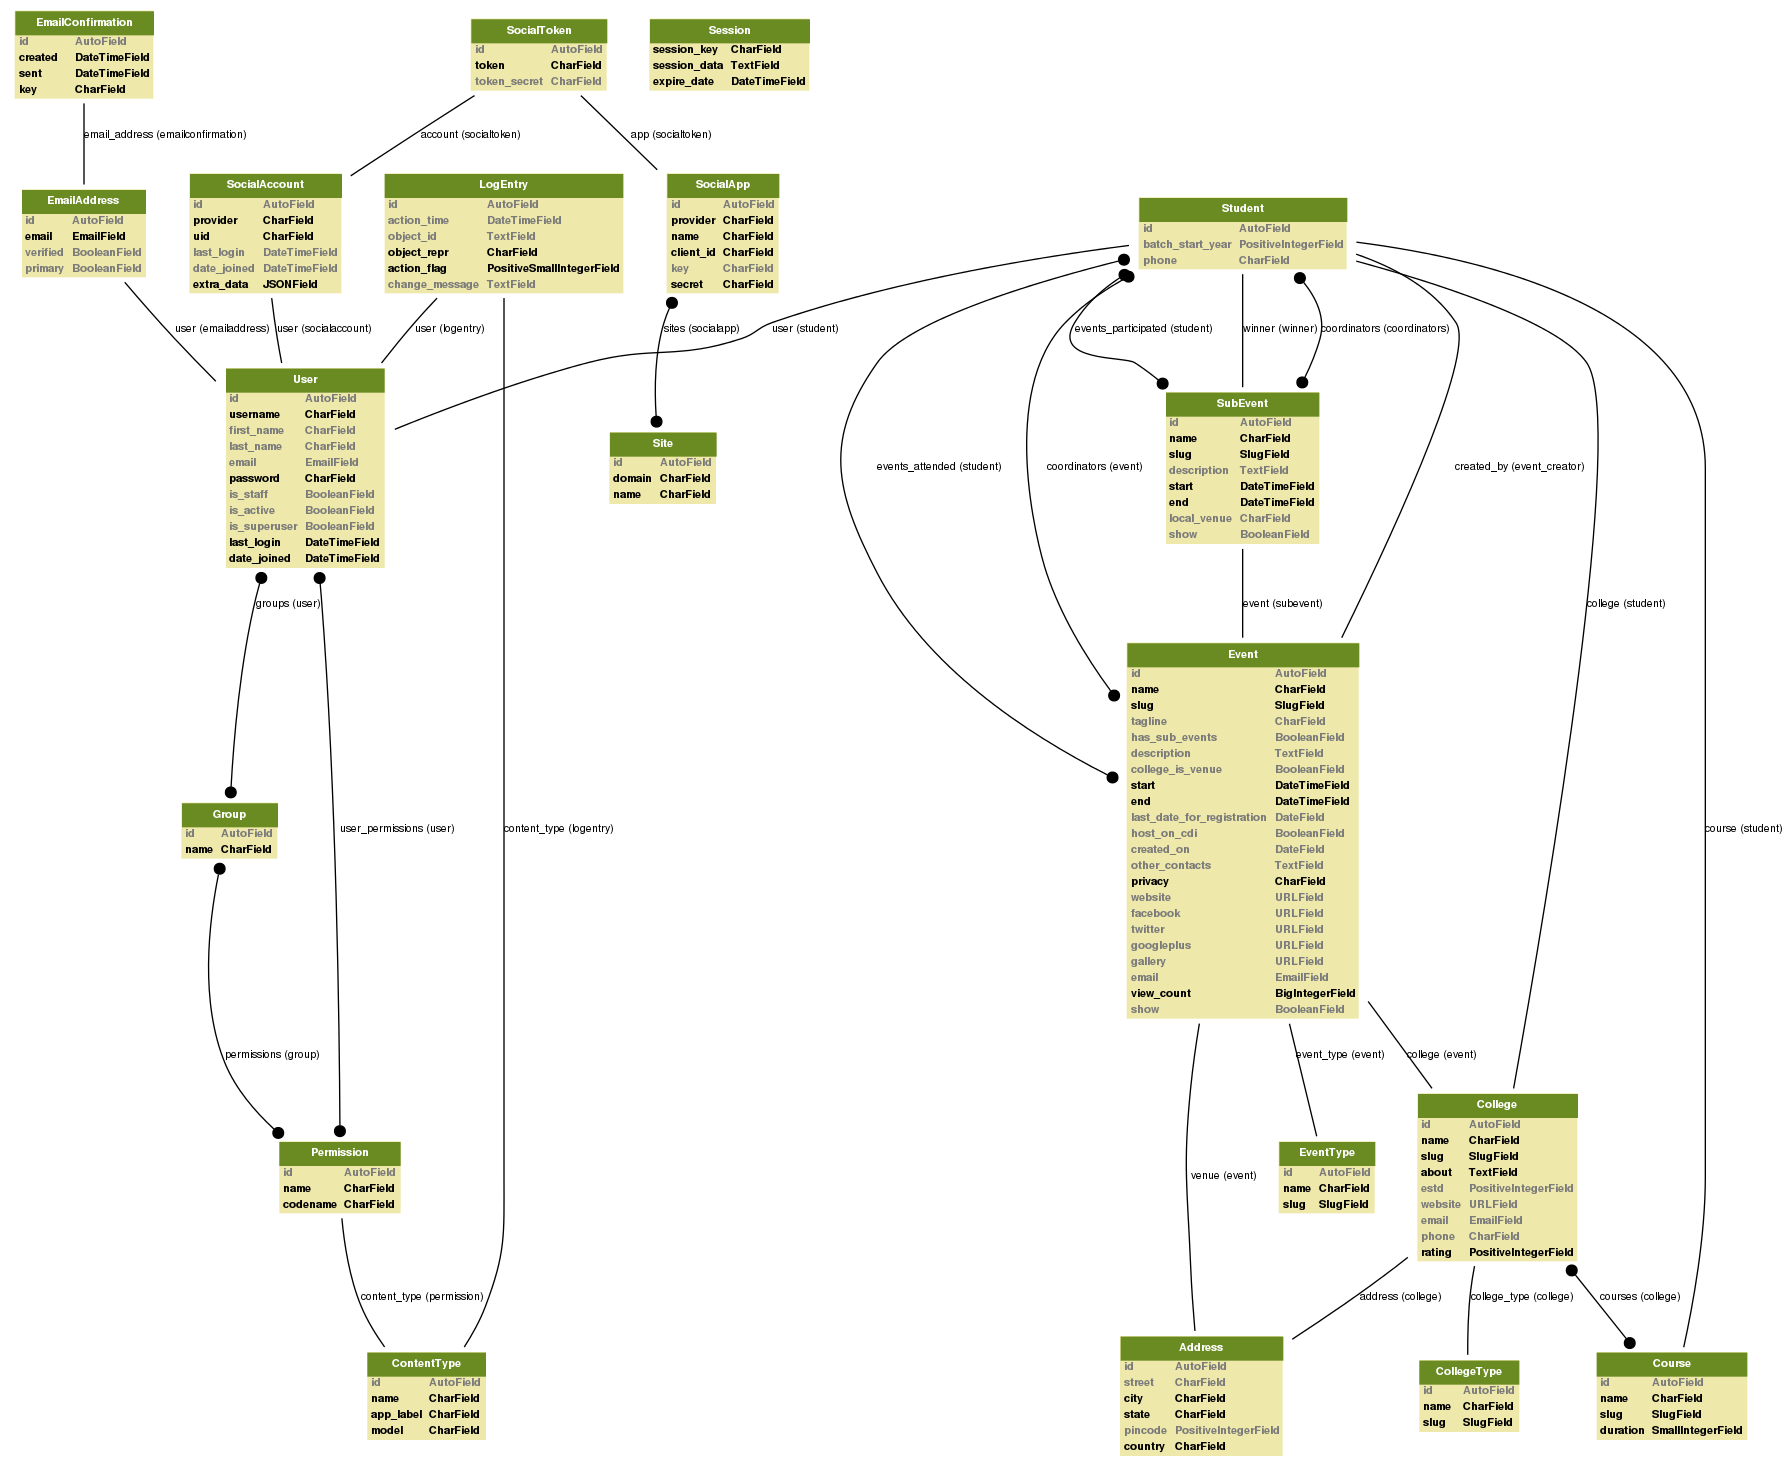 EmailConfirmation
id AutoField
created DateTimeField
sent DateTimeField
key CharField
SocialToken
id AutoField
token CharField
token_secret CharField
Session
session_key CharField
session_data TextField
expire_date DateTimeField
email_address (emailconfirmation)
account (socialtoken)
app (socialtoken)
EmailAddress
id AutoField
email EmailField
verified BooleanField
primary BooleanField
SocialAccount
id AutoField
provider CharField
uid CharField
last_login DateTimeField
date_joined DateTimeField
extra_data JSONField
LogEntry
id AutoField
action_time DateTimeField
object_id TextField
object_repr CharField
action_flag PositiveSmallIntegerField
change_message TextField
SocialApp
id AutoField
provider CharField
name CharField
client_id CharField
key CharField
secret CharField
Student
id AutoField
batch_start_year PositiveIntegerField
phone CharField
user (emailaddress)
user (socialaccount)
user (logentry)
sites (socialapp)
user (student)
events_participated (student)
winner (winner)
coordinators (coordinators)
User
id AutoField
username CharField
first_name CharField
last_name CharField
email EmailField
password CharField
is_staff BooleanField
is_active BooleanField
is_superuser BooleanField
last_login DateTimeField
date_joined DateTimeField
Site
id AutoField
domain CharField
name CharField
SubEvent
id AutoField
name CharField
slug SlugField
description TextField
start DateTimeField
end DateTimeField
local_venue CharField
show BooleanField
events_attended (student)
coordinators (event)
created_by (event_creator)
groups (user)
event (subevent)
college (student)
Event
id AutoField
name CharField
slug SlugField
tagline CharField
has_sub_events BooleanField
description TextField
college_is_venue BooleanField
start DateTimeField
end DateTimeField
last_date_for_registration DateField
host_on_cdi BooleanField
created_on DateField
other_contacts TextField
privacy CharField
website URLField
facebook URLField
twitter URLField
googleplus URLField
gallery URLField
email EmailField
view_count BigIntegerField
show BooleanField
Group
id AutoField
name CharField
user_permissions (user)
content_type (logentry)
course (student)
permissions (group)
event_type (event)
college (event)
College
id AutoField
name CharField
slug SlugField
about TextField
estd PositiveIntegerField
website URLField
email EmailField
phone CharField
rating PositiveIntegerField
Permission
id AutoField
name CharField
codename CharField
venue (event)
EventType
id AutoField
name CharField
slug SlugField
content_type (permission)
address (college)
college_type (college)
courses (college)
ContentType
id AutoField
name CharField
app_label CharField
model CharField
Address
id AutoField
street CharField
city CharField
state CharField
pincode PositiveIntegerField
country CharField
CollegeType
id AutoField
name CharField
slug SlugField
Course
id AutoField
name CharField
slug SlugField
duration SmallIntegerField